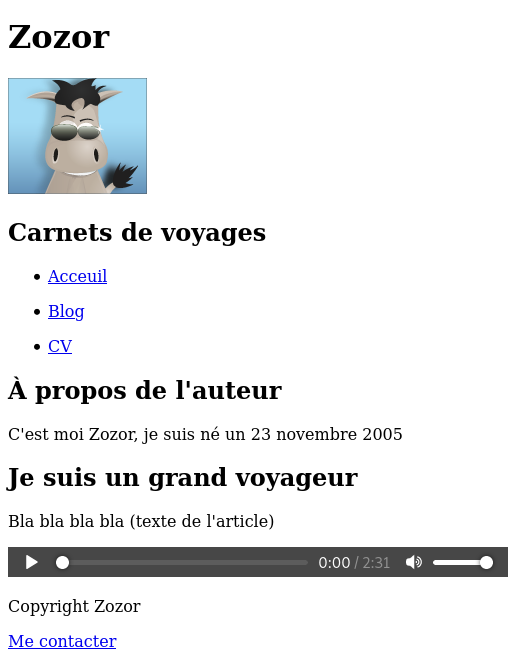 Zozor
Carnets de voyages
Acceuil
Blog
CV
À propos de l'auteur
C'est moi Zozor, je suis né un 23 novembre 2005
Je suis un grand voyageur
Bla bla bla bla (texte de l'article)
0:00 / 2:31
Copyright Zozor
Me contacter